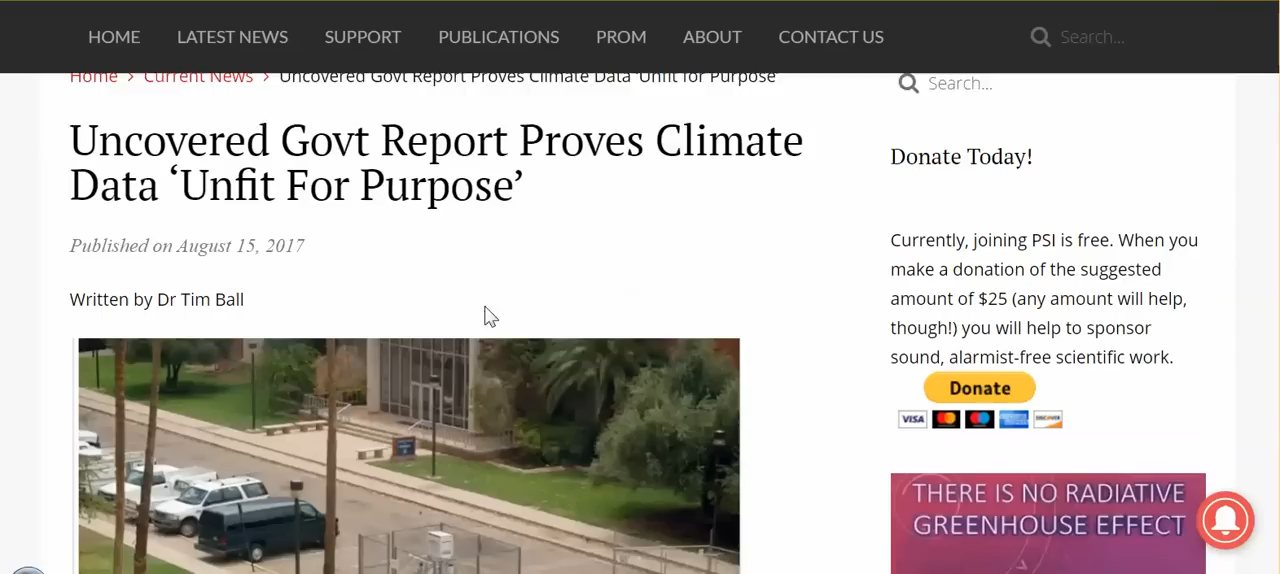 HOME LATEST NEWS SUPPORT PUBLICATIONS PROM ABOUT CONTACT US Search...
Home > Current News > Uncovered Govt Report Proves Climate Data ‘Unfit for Purpose’
Search...
Uncovered Govt Report Proves Climate
Data ‘Unfit For Purpose’
Published on August 15, 2017
Written by Dr Tim Ball
Donate Today!
Currently, joining PSI is free. When you
make a donation of the suggested
amount of $25 (any amount will help,
though!) you will help to sponsor
sound, alarmist-free scientific work.
Donate
VISA DISCOVER
THERE IS NO RADIATIVE
GREENHOUSE EFFECT